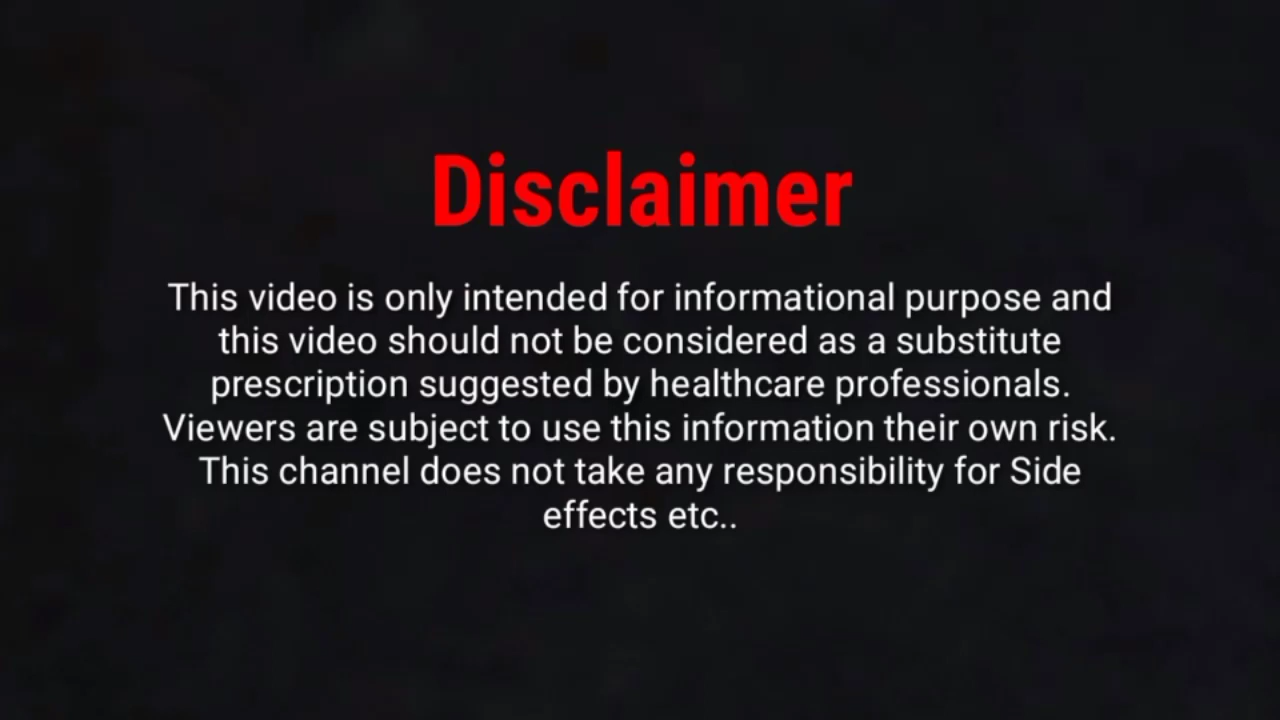 Disclaimer
This video is only intended for informational purpose and
this video should not be considered as a substitute
prescription suggested by healthcare professionals.
Viewers are subject to use this information their own risk.
This channel does not take any responsibility for Side
effects etc..